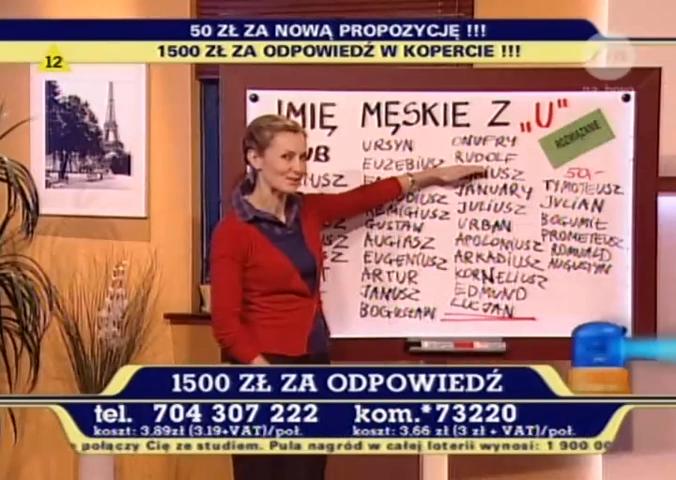 50 ZŁ ZA NOWĄ PROPOZYCJĘ !!!
1500 ZŁ ZA ODPOWIEDŹ W KOPERCIE !!!
12
IMIĘ MĘSKIE Z „U"
ROZWIĄZANIE
URSYN
EUZEBIUSZ
REMIGIUSZ
GUSTAW
AUGIASZ
EUGENIUSZ
ARTUR
JANUSZ
BOGUSŁAW
ONUFRY
RUDOLF
JANUARY
JULIUSZ
URBAN
APOLONIUSZ
ARKADIUSZ
KORNELIUSZ
EDMUND
LUCJAN
50,-
TYMOTEUSZ
JULIAN
BOGUMIŁ
PROMETEUSZ
ROMUALD
AUGUSTYN
1500 ZŁ ZA ODPOWIEDŹ
tel. 704 307 222 kom.*73220
koszt: 3.89zł (3.19+VAT)/poł. koszt: 3.66 zł (3 zł + VAT)/poł.
połączy Cię ze studiem. Pula nagród w całej loterii wynosi: 1 900 00